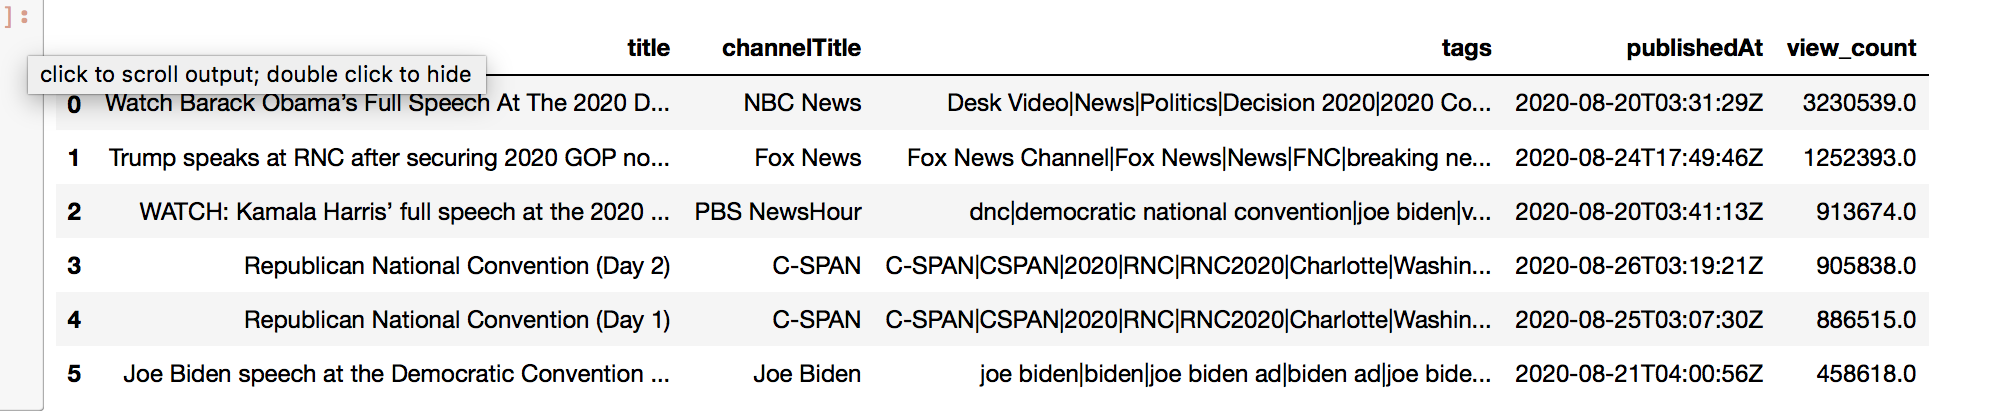 ]:
title channelTitle tags publishedAt view_count
click to scroll output; double click to hide
0 Watch Barack Obama’s Full Speech At The 2020 D... NBC News Desk Video|News|Politics|Decision 2020|2020 Co... 2020-08-20T03:31:29Z 3230539.0
1 Trump speaks at RNC after securing 2020 GOP no... Fox News Fox News Channel|Fox News|News|FNC|breaking ne... 2020-08-24T17:49:46Z 1252393.0
2 WATCH: Kamala Harris’ full speech at the 2020 ... PBS NewsHour dnc|democratic national convention|joe biden|v... 2020-08-20T03:41:13Z 913674.0
3 Republican National Convention (Day 2) C-SPAN C-SPAN|CSPAN|2020|RNC|RNC2020|Charlotte|Washin... 2020-08-26T03:19:21Z 905838.0
4 Republican National Convention (Day 1) C-SPAN C-SPAN|CSPAN|2020|RNC|RNC2020|Charlotte|Washin... 2020-08-25T03:07:30Z 886515.0
5 Joe Biden speech at the Democratic Convention ... Joe Biden joe biden|biden|joe biden ad|biden ad|joe bide... 2020-08-21T04:00:56Z 458618.0